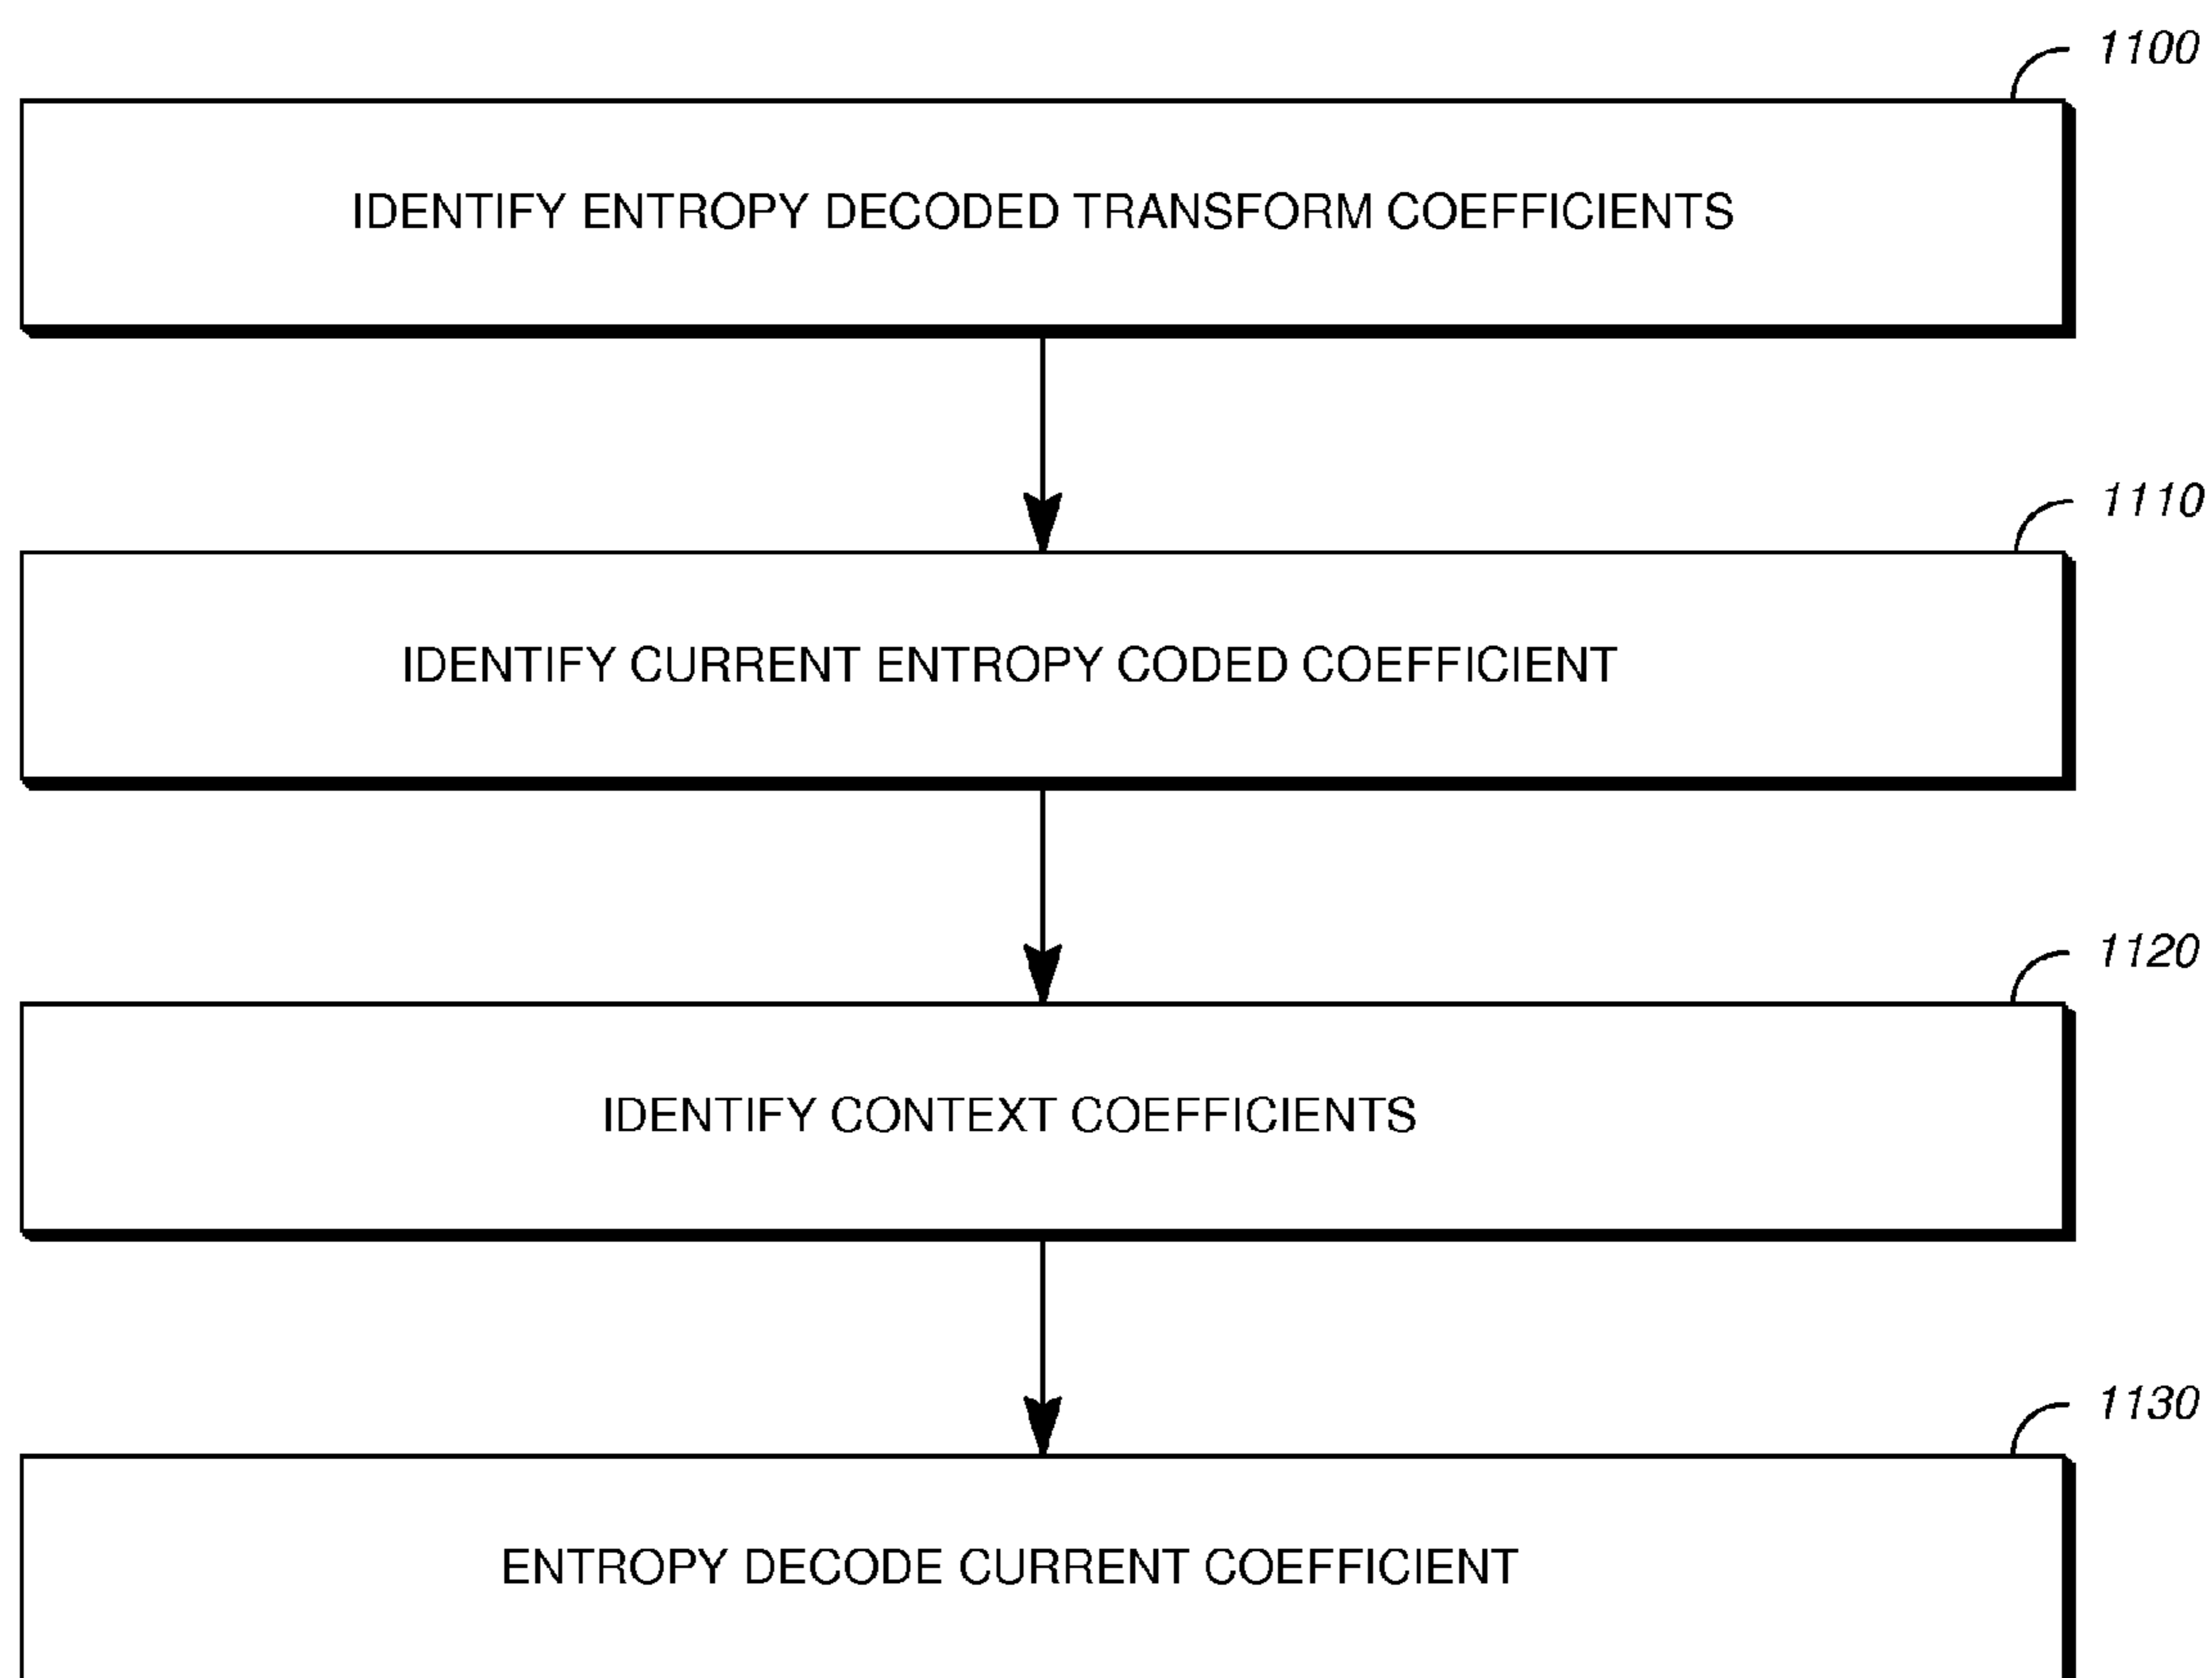 1100
IDENTIFY ENTROPY DECODED TRANSFORM COEFFICIENTS
1110
IDENTIFY CURRENT ENTROPY CODED COEFFICIENT
1120
IDENTIFY CONTEXT COEFFICIENTS
1130
ENTROPY DECODE CURRENT COEFFICIENT